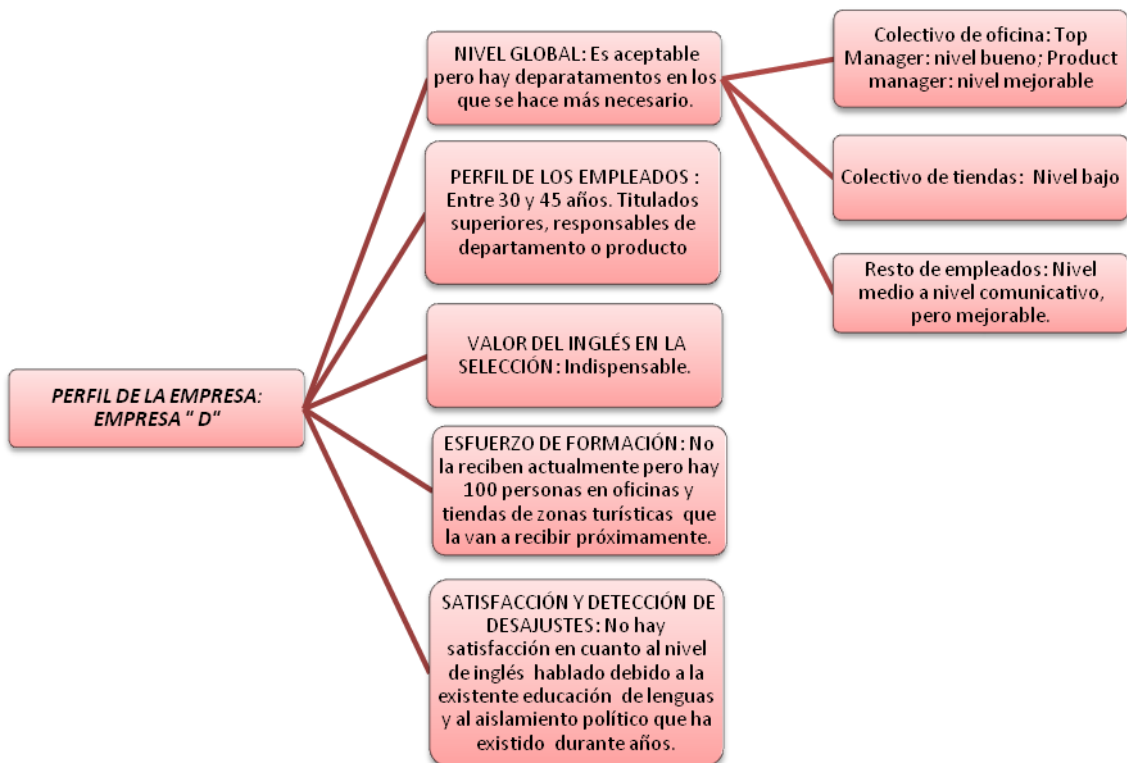 PERFIL DE LA EMPRESA:
EMPRESA " D"
NIVEL GLOBAL: Es aceptable
pero hay deparatamentos en los
que se hace más necesario.
Colectivo de oficina: Top
Manager: nivel bueno; Product
manager: nivel mejorable
Colectivo de tiendas: Nivel bajo
Resto de empleados: Nivel
medio a nivel comunicativo,
pero mejorable.
PERFIL DE LOS EMPLEADOS :
Entre 30 y 45 años. Titulados
superiores, responsables de
departamento o producto
VALOR DEL INGLÉS EN LA
SELECCIÓN: Indispensable.
ESFUERZO DE FORMACIÓN: No
la reciben actualmente pero hay
100 personas en oficinas y
tiendas de zonas turísticas que
la van a recibir próximamente.
SATISFACCIÓN Y DETECCIÓN DE
DESAJUSTES: No hay
satisfacción en cuanto al nivel
de inglés hablado debido a la
existente educación de lenguas
y al aislamiento político que ha
existido durante años.